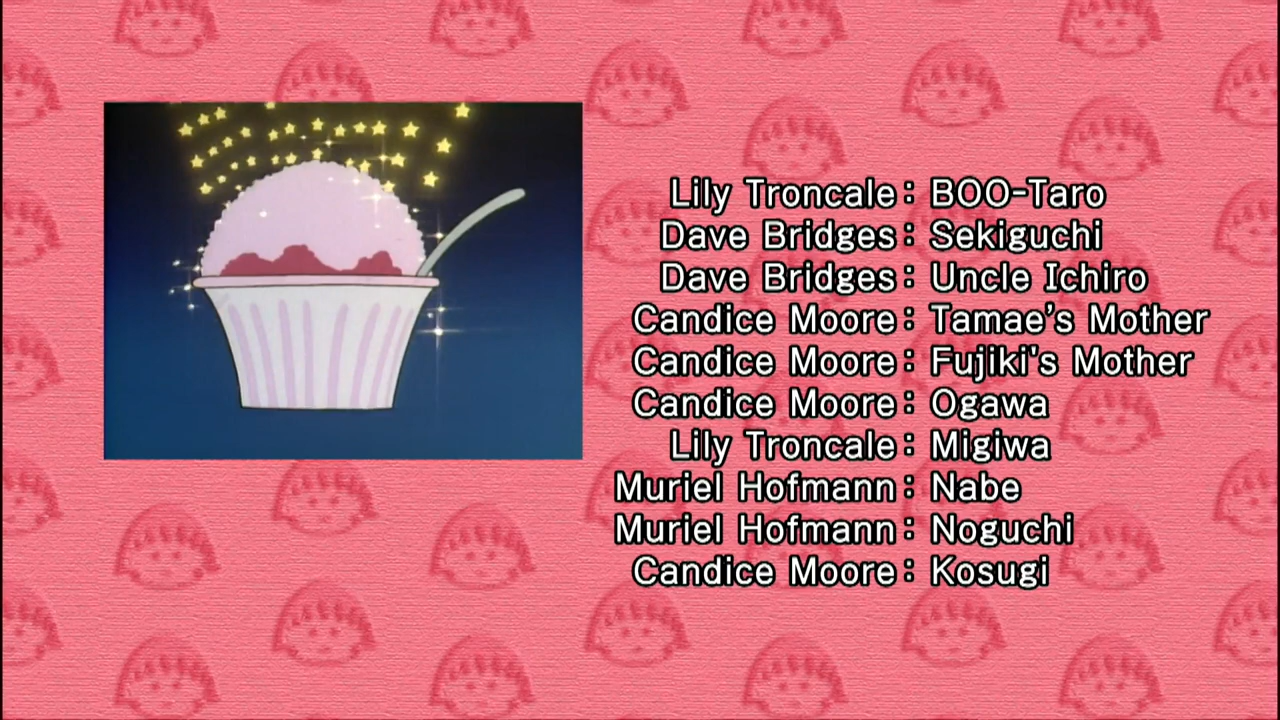 Lily Troncale: BOO-Taro
Dave Bridges: Sekiguchi
Dave Bridges: Uncle Ichiro
Candice Moore: Tamae’s Mother
Candice Moore: Fujiki's Mother
Candice Moore: Ogawa
Lily Troncale: Migiwa
Muriel Hofmann: Nabe
Muriel Hofmann: Noguchi
Candice Moore: Kosugi